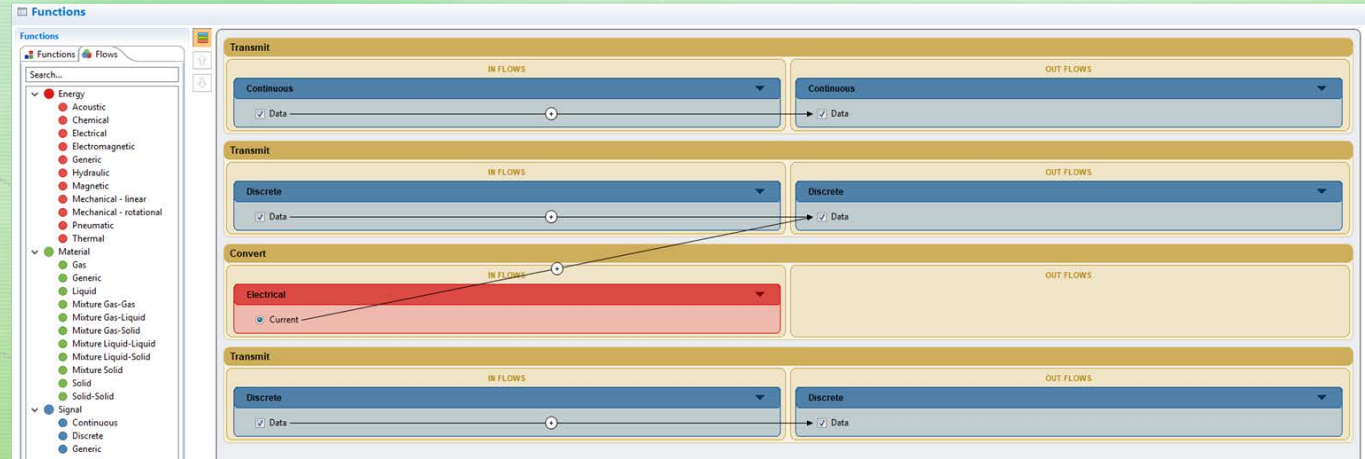 Functions
Functions
Functions Flows
Search...
Energy
Acoustic
Chemical
Electrical
Electromagnetic
Generic
Hydraulic
Magnetic
Mechanical - linear
Mechanical - rotational
Pneumatic
Thermal
Material
Gas
Generic
Liquid
Mixture Gas-Gas
Mixture Gas-Liquid
Mixture Gas-Solid
Mixture Liquid-Liquid
Mixture Liquid-Solid
Mixture Solid
Solid
Solid-Solid
Signal
Continuous
Discrete
Generic
Transmit
IN FLOWS OUT FLOWS
Continuous Continuous
Data Data
Transmit
IN FLOWS OUT FLOWS
Discrete Discrete
Data Data
Convert
IN FLOWS OUT FLOWS
Electrical
Current
Transmit
IN FLOWS OUT FLOWS
Discrete Discrete
Data Data